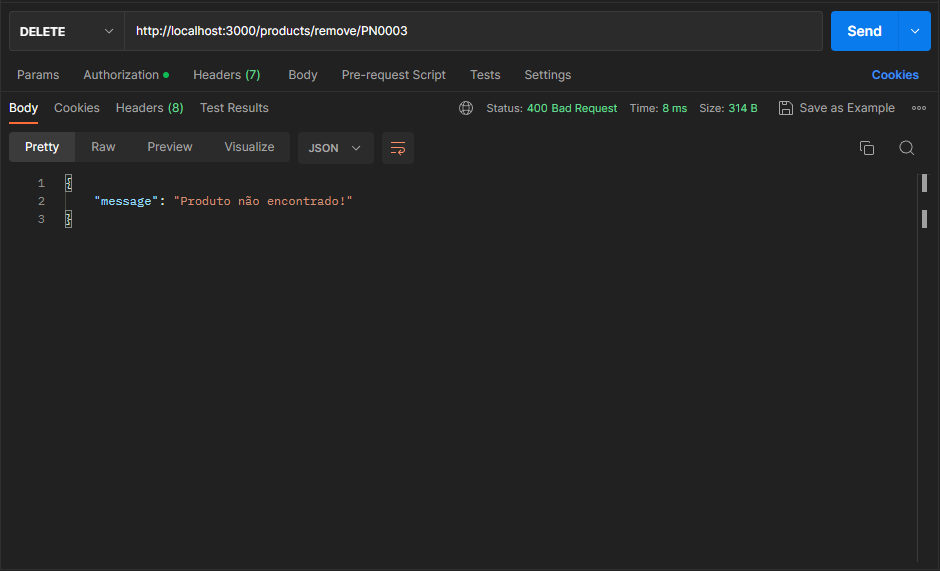 DELETE http://localhost:3000/products/remove/PN0003 Send
Params Authorization Headers (7) Body Pre-request Script Tests Settings Cookies
Body Cookies Headers (8) Test Results Status: 400 Bad Request Time: 8 ms Size: 314 B Save as Example
Pretty Raw Preview Visualize JSON
1 {
2 "message": "Produto não encontrado!"
3 }